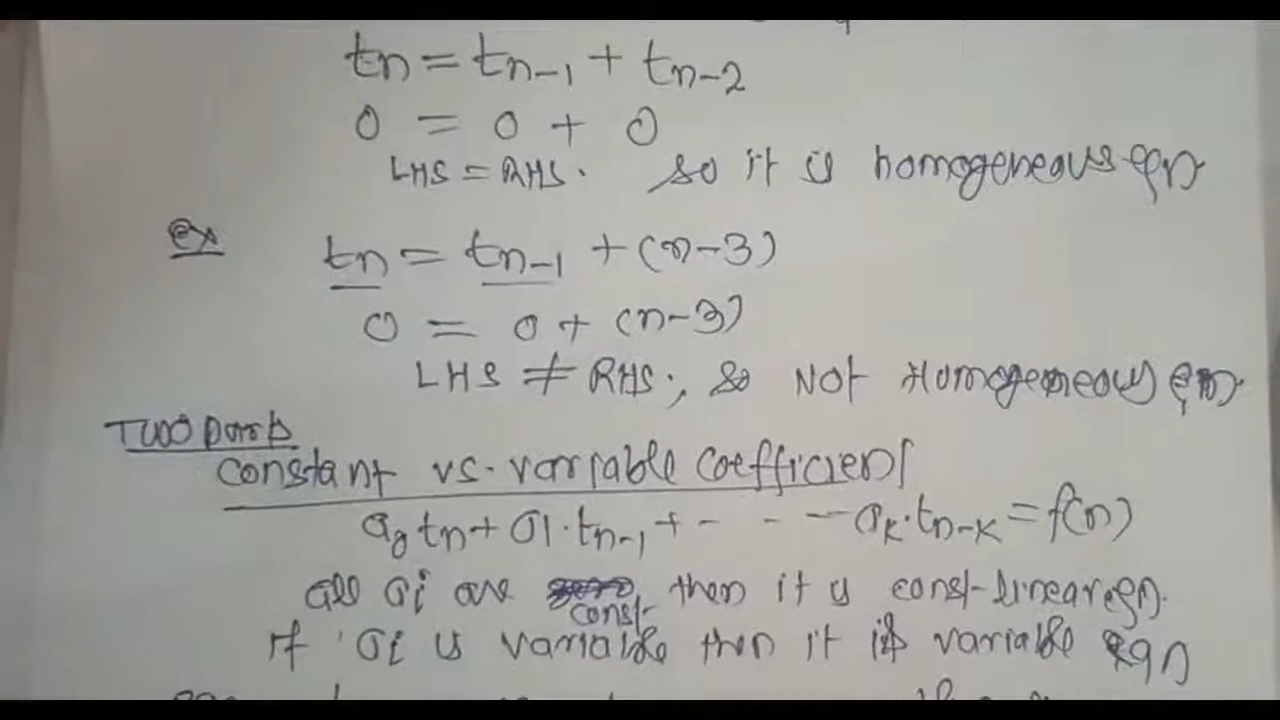 tn = tn-1 + tn-2
0 = 0 + 0
LHS = RHS. so it is homogeneous eqn
ex tn = tn-1 + (n-3)
0 = 0 + (n-3)
LHS ≠ RHS., so NOT Homogeneous eqn
Two parts
constant vs. variable coefficient
a0 tn + a1.tn-1 + - - - - ak.tn-k = f(n)
all ai are const then it is const-linear eqn.
if ai is variable then it is variable eqn